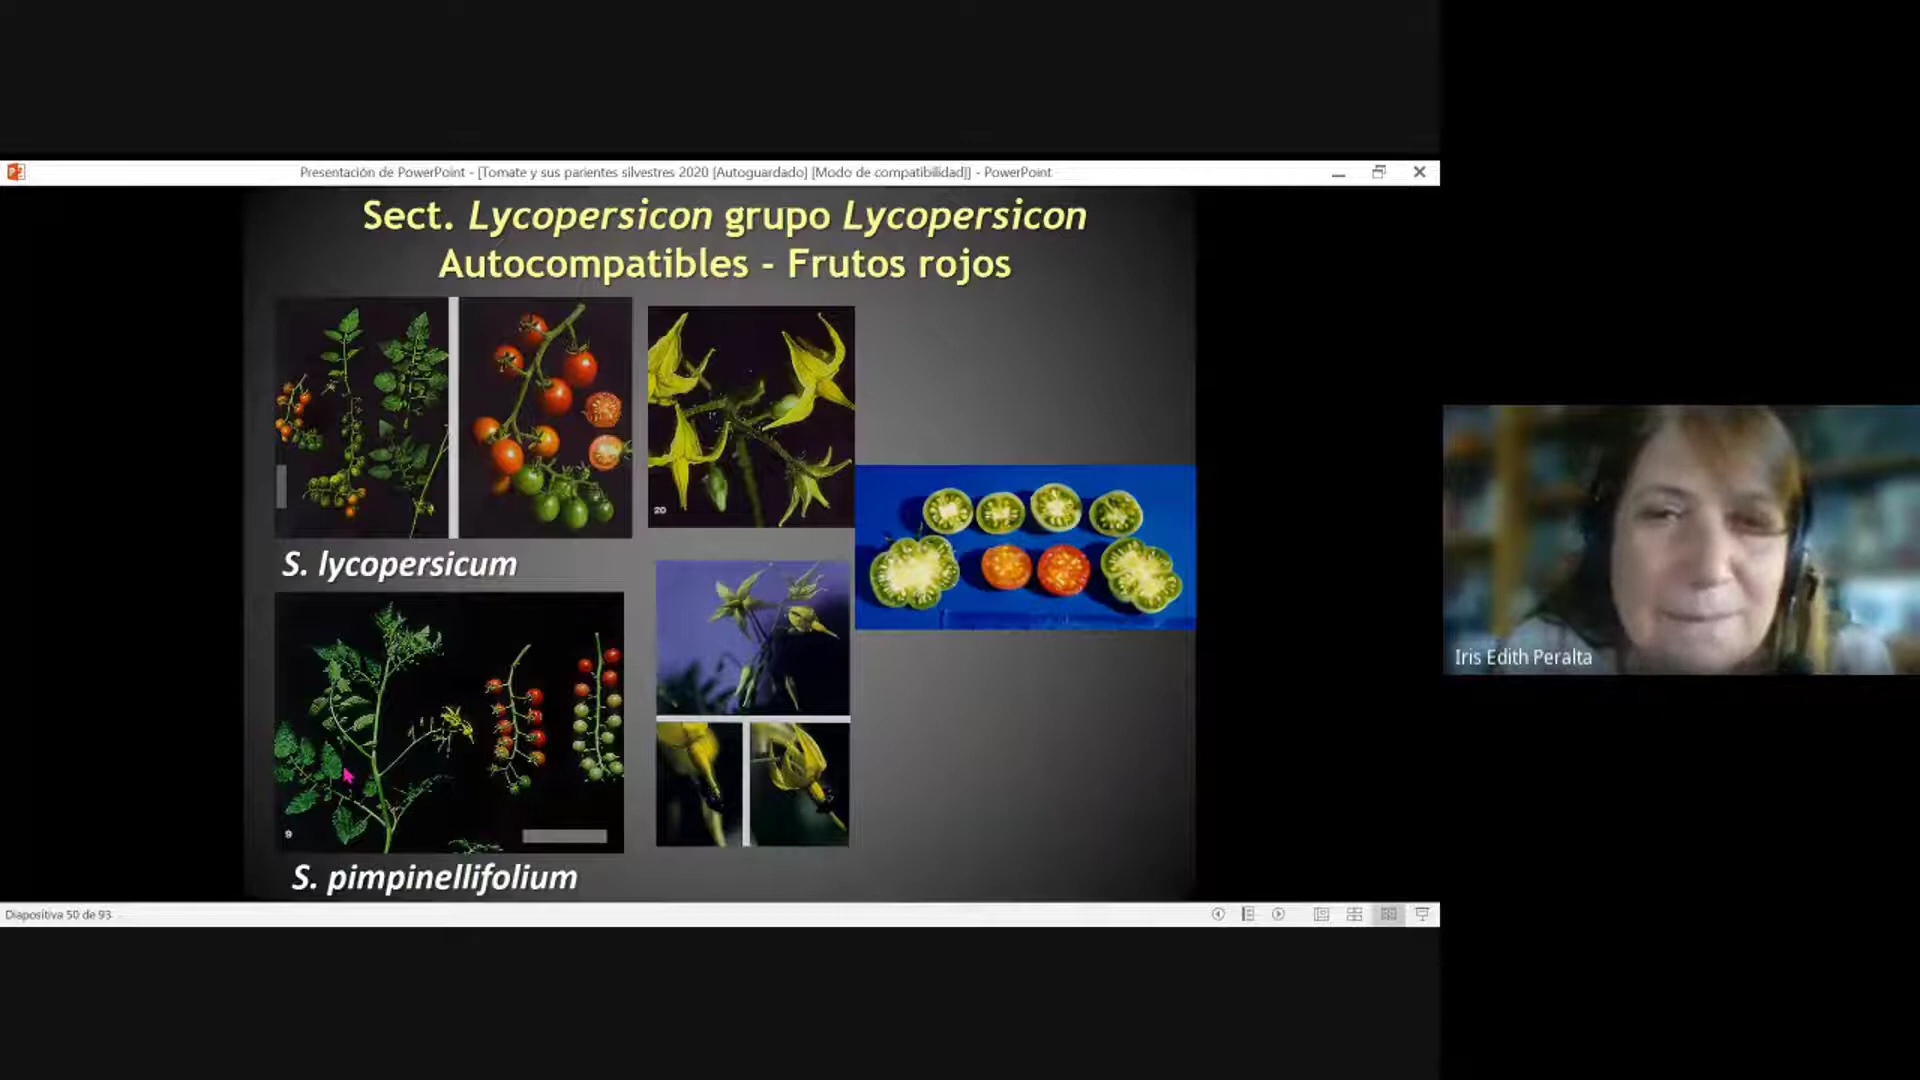 Presentación de PowerPoint - [Tomate y sus parientes silvestres 2020 [Autoguardado] [Modo de compatibilidad]] - PowerPoint
Sect. Lycopersicon grupo Lycopersicon
Autocompatibles - Frutos rojos
20
S. lycopersicum
9
S. pimpinellifolium
Iris Edith Peralta
Diapositiva 50 de 93